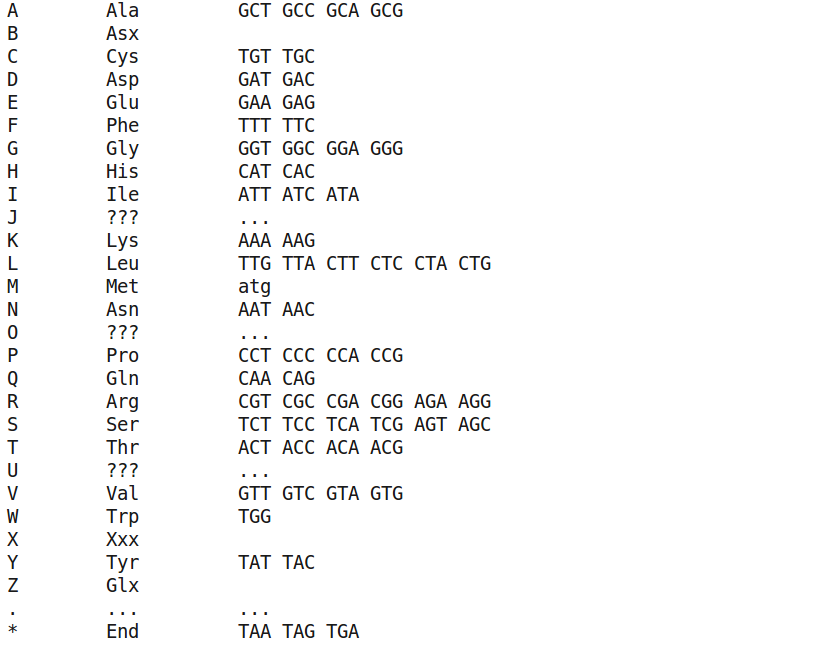 A Ala GCT GCC GCA GCG
B Asx
C Cys TGT TGC
D Asp GAT GAC
E Glu GAA GAG
F Phe TTT TTC
G Gly GGT GGC GGA GGG
H His CAT CAC
I Ile ATT ATC ATA
J ??? ...
K Lys AAA AAG
L Leu TTG TTA CTT CTC CTA CTG
M Met atg
N Asn AAT AAC
O ??? ...
P Pro CCT CCC CCA CCG
Q Gln CAA CAG
R Arg CGT CGC CGA CGG AGA AGG
S Ser TCT TCC TCA TCG AGT AGC
T Thr ACT ACC ACA ACG
U ??? ...
V Val GTT GTC GTA GTG
W Trp TGG
X Xxx
Y Tyr TAT TAC
Z Glx
. ... ...
* End TAA TAG TGA